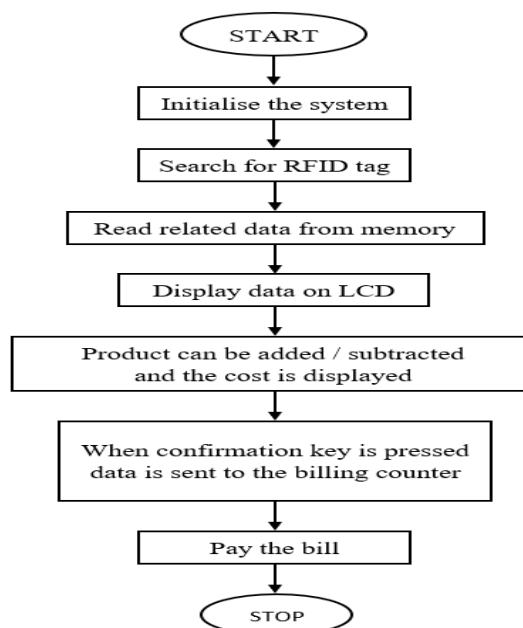 START
Initialise the system
Search for RFID tag
Read related data from memory
Display data on LCD
Product can be added / subtracted
and the cost is displayed
When confirmation key is pressed
data is sent to the billing counter
Pay the bill
STOP